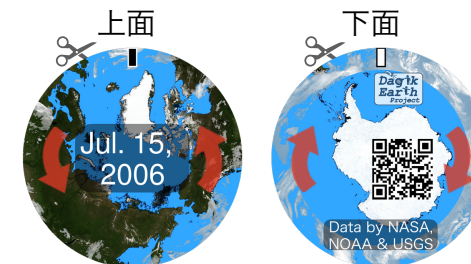 上面
下面
Jul. 15,
2006
Dagik
Earth
Project
Data by NASA,
NOAA & USGS